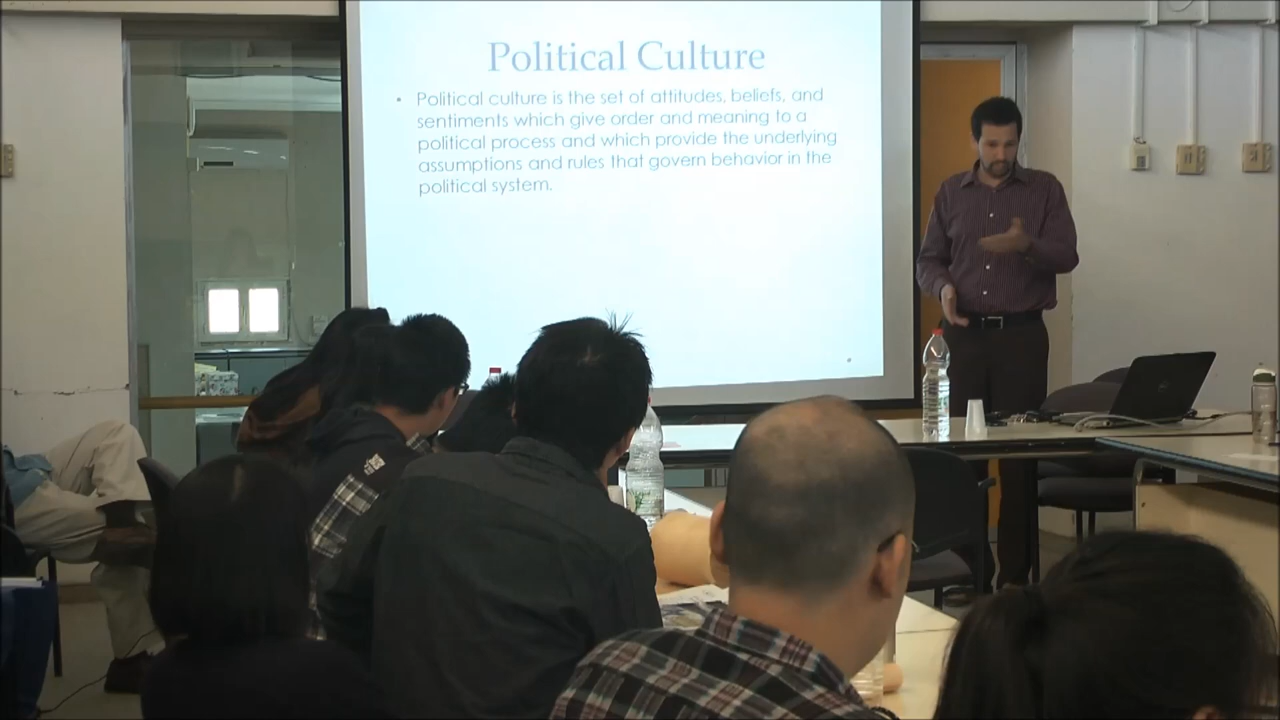 Political Culture
• Political culture is the set of attitudes, beliefs, and
sentiments which give order and meaning to a
political process and which provide the underlying
assumptions and rules that govern behavior in the
political system.